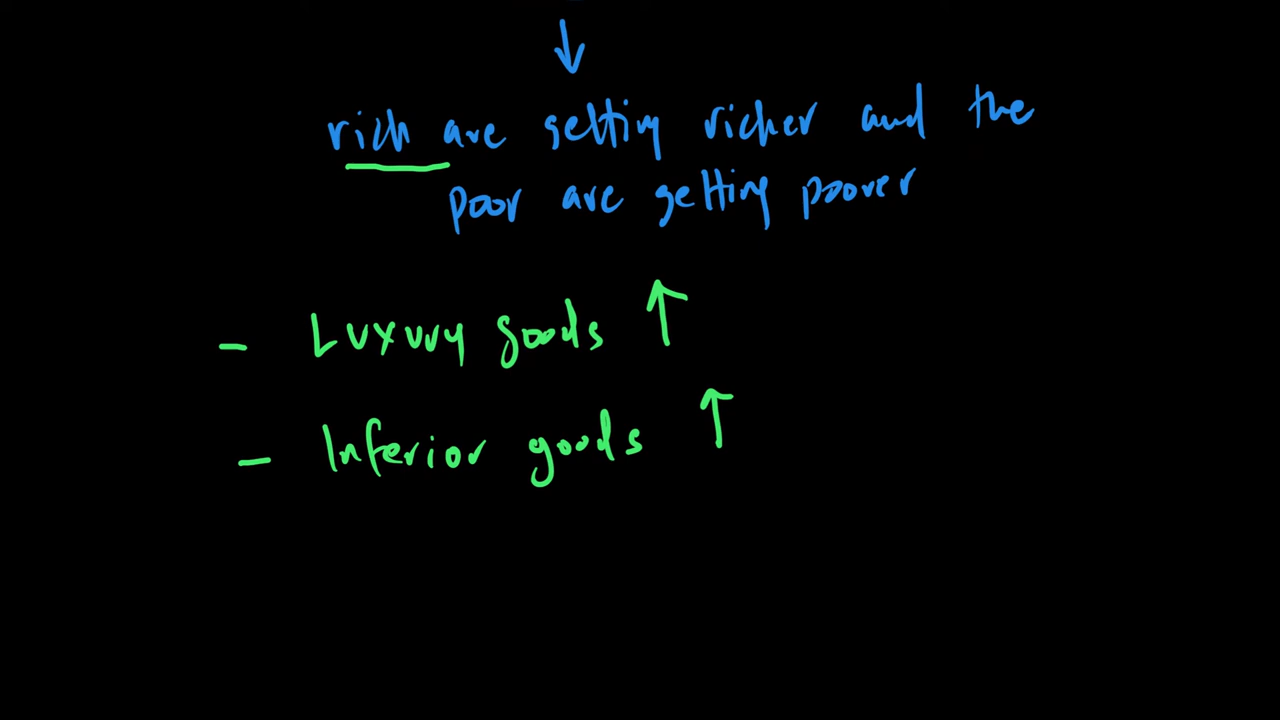 rich are getting richer and the
poor are getting poorer
- Luxury goods ↑
- Inferior goods ↑